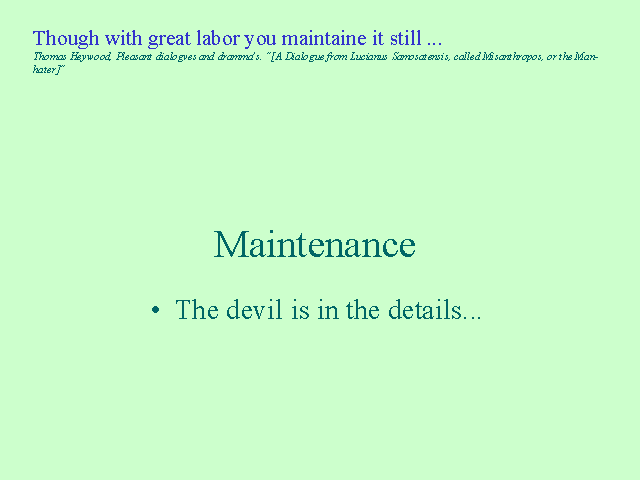 Though with great labor you maintaine it still ...
Thomas Heywood, Pleasant dialogves and dramma's. "[A Dialogue from Lucianus Samosatensis, called Misanthropos, or the Man-
hater]"
Maintenance
• The devil is in the details...